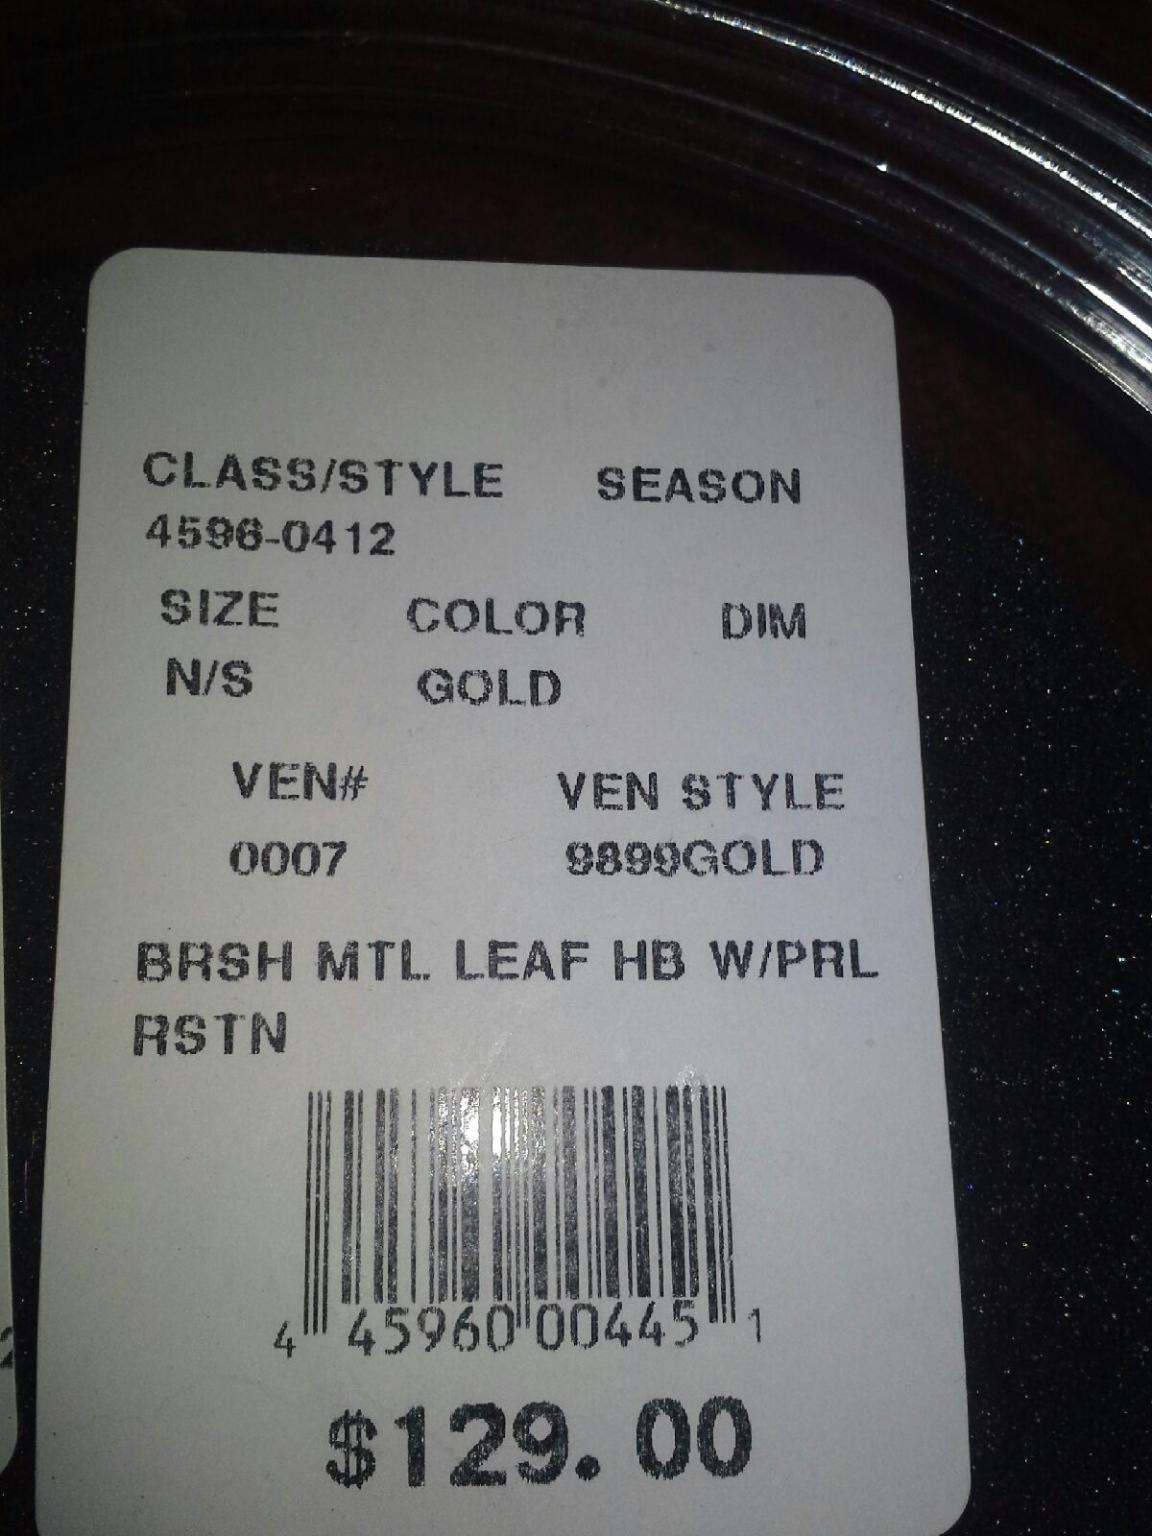 CLASS/STYLE SEASON
4596-0412
SIZE COLOR DIM
N/S GOLD
VEN# VEN STYLE
0007 9899GOLD
BRSH MTL LEAF HB W/PRL
RSTN
4 45960 00445 1
$129.00